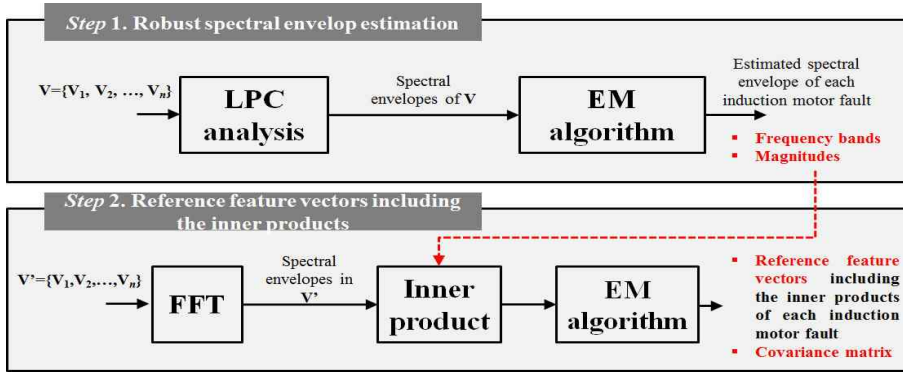 Step 1. Robust spectral envelop estimation
V={V1, V2, ..., Vn}
LPC
analysis
Spectral
envelopes of V
EM
algorithm
Estimated spectral
envelope of each
induction motor fault
Frequency bands
Magnitudes
Step 2. Reference feature vectors including
the inner products
V'={V1,V2,...,Vn}
FFT
Spectral
envelopes in
V'
Inner
product
EM
algorithm
Reference feature
vectors including
the inner products
of each induction
motor fault
Covariance matrix